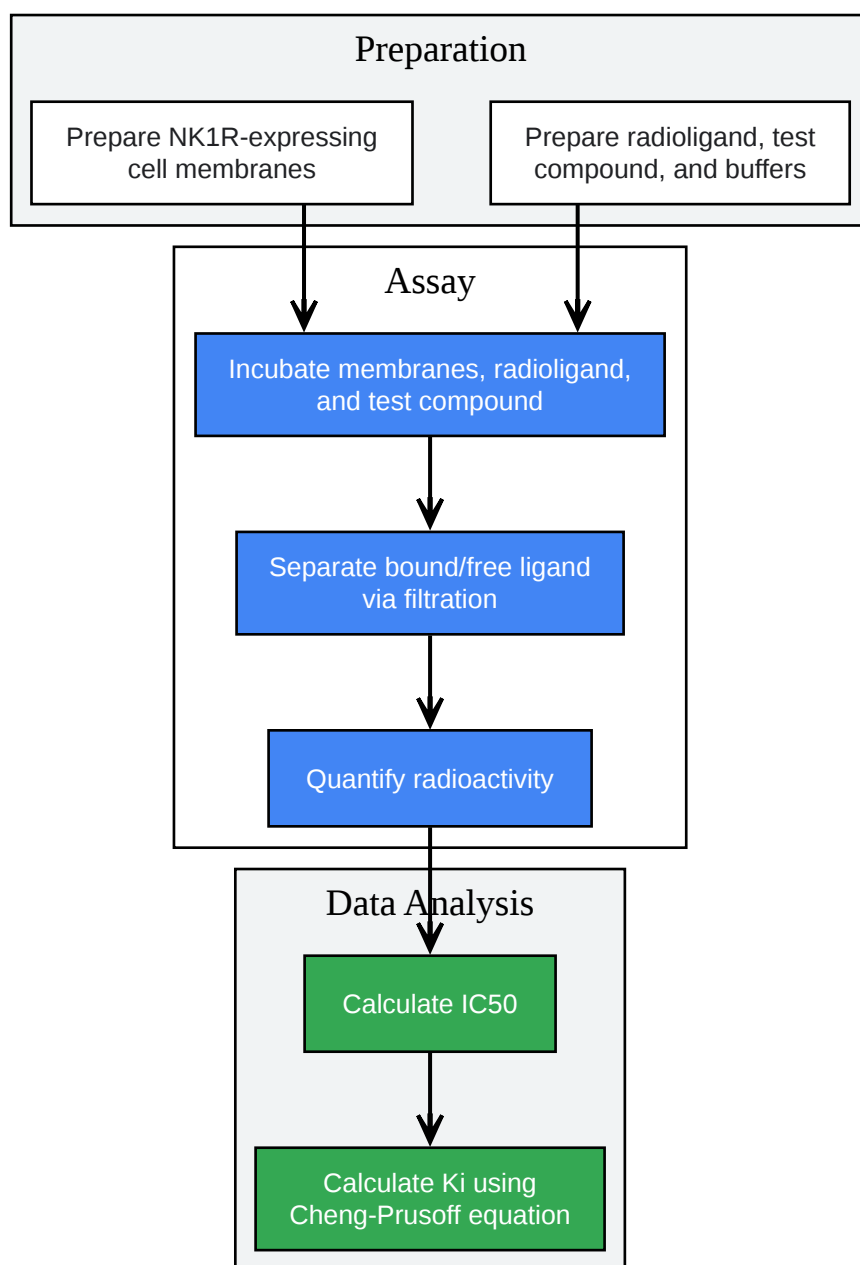 Preparation
Prepare NK1R-expressing
cell membranes
Prepare radioligand, test
compound, and buffers
Assay
Incubate membranes, radioligand,
and test compound
Separate bound/free ligand
via filtration
Quantify radioactivity
Data Analysis
Calculate IC50
Calculate Ki using
Cheng-Prusoff equation